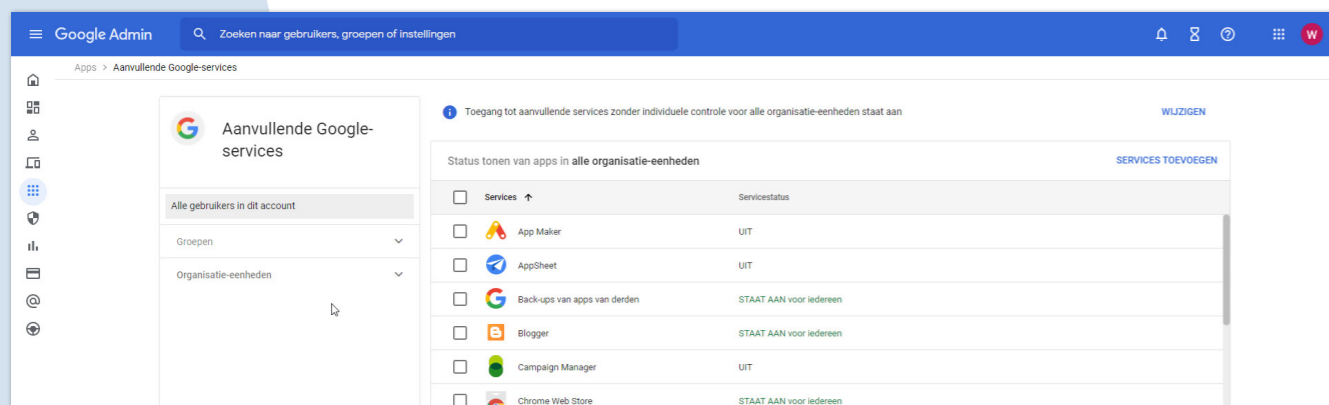 Google Admin
Zoeken naar gebruikers, groepen of instellingen
W
Apps > Aanvullende Google-services
Aanvullende Google-
services
Alle gebruikers in dit account
Groepen
Organisatie-eenheden
Toegang tot aanvullende services zonder individuele controle voor alle organisatie-eenheden staat aan
WIJZIGEN
Status tonen van apps in alle organisatie-eenheden
SERVICES TOEVOEGEN
Services Servicestatus
App Maker UIT
AppSheet UIT
Back-ups van apps van derden STAAT AAN voor iedereen
Blogger STAAT AAN voor iedereen
Campaign Manager UIT
Chrome Web Store STAAT AAN voor iedereen